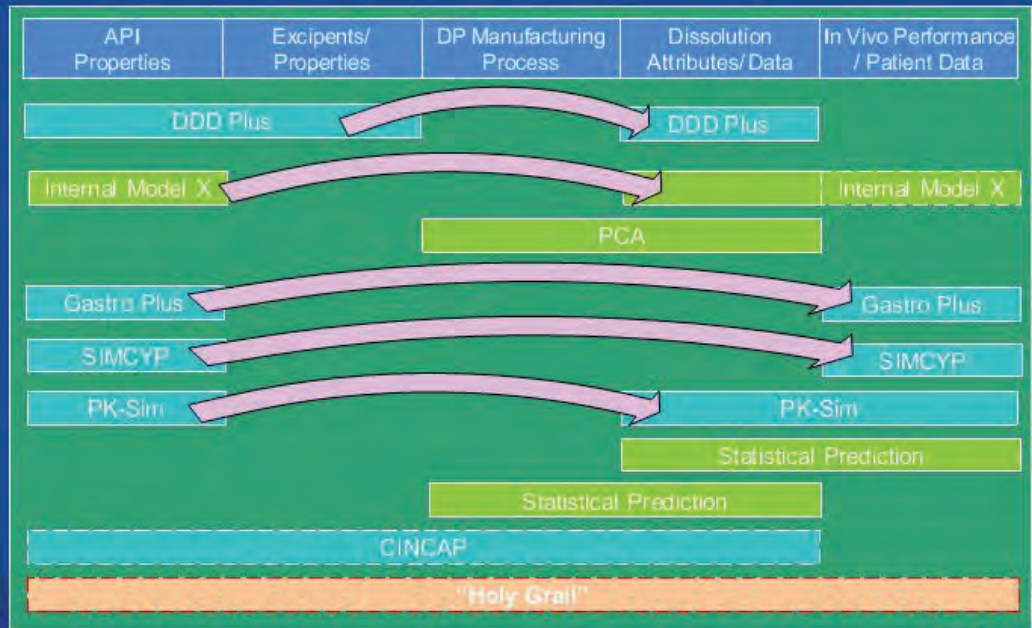 API
Properties
Excipents/
Properties
DP Manufacturing
Process
Dissolution
Attributes/ Data
In Vivo Performance
/ Patient Data
DDD Plus
DDD Plus
Internal Model X
Internal Model X
PCA
Gastro Plus
Gastro Plus
SIMCYP
SIMCYP
PK-Sim
PK-Sim
Statistical Prediction
Statistical Prediction
CINCAP
"Holy Grail"